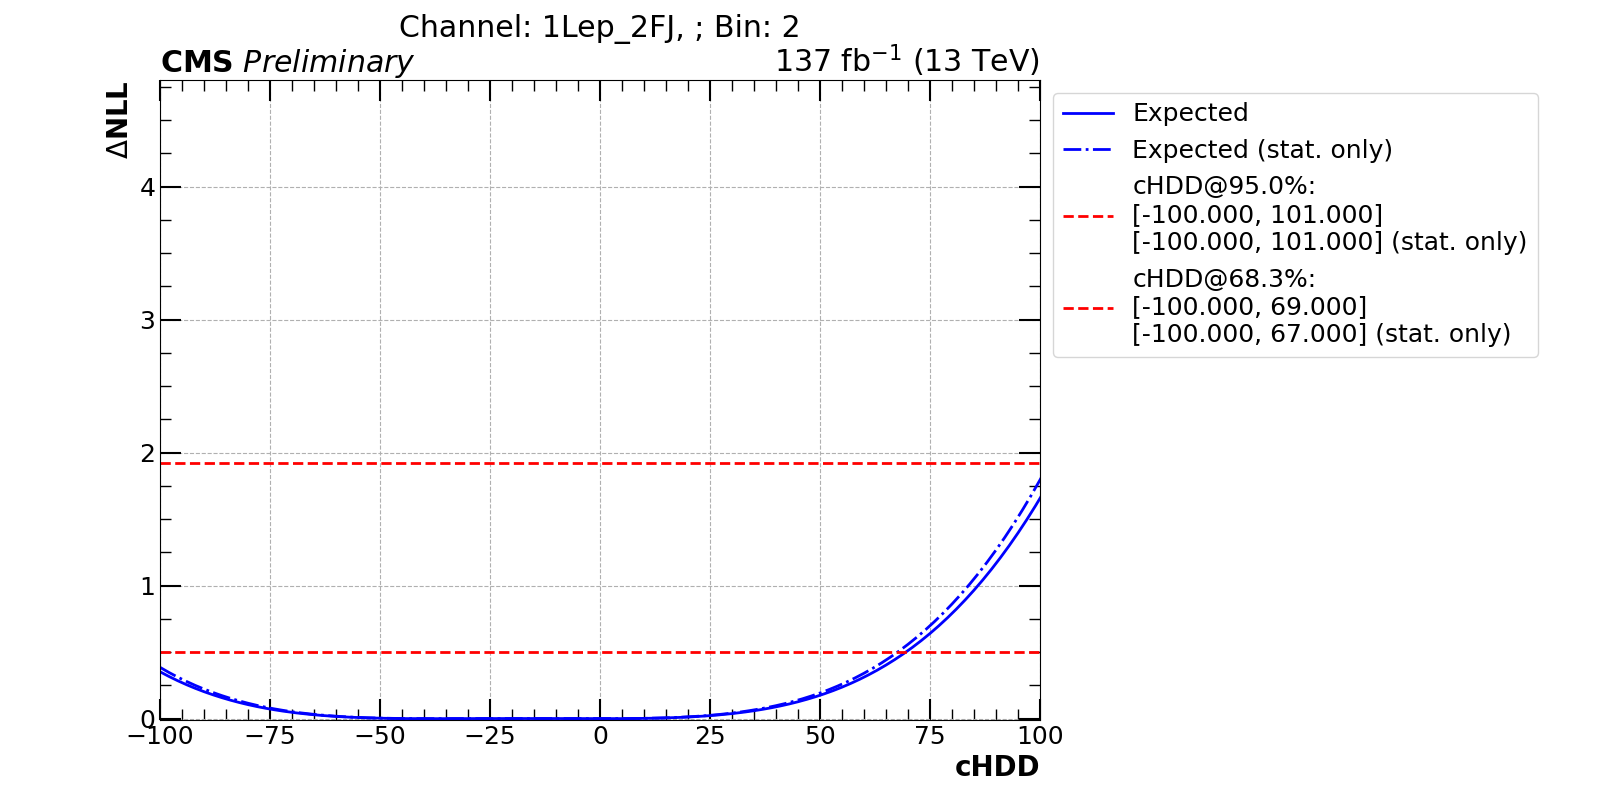 Channel: 1Lep_2FJ, ; Bin: 2
CMS Preliminary
137 fb⁻¹ (13 TeV)
ΔNLL
4
3
2
1
0
−100 −75 −50 −25 0 25 50 75 100
cHDD
Expected
Expected (stat. only)
cHDD@95.0%:
[-100.000, 101.000]
[-100.000, 101.000] (stat. only)
cHDD@68.3%:
[-100.000, 69.000]
[-100.000, 67.000] (stat. only)